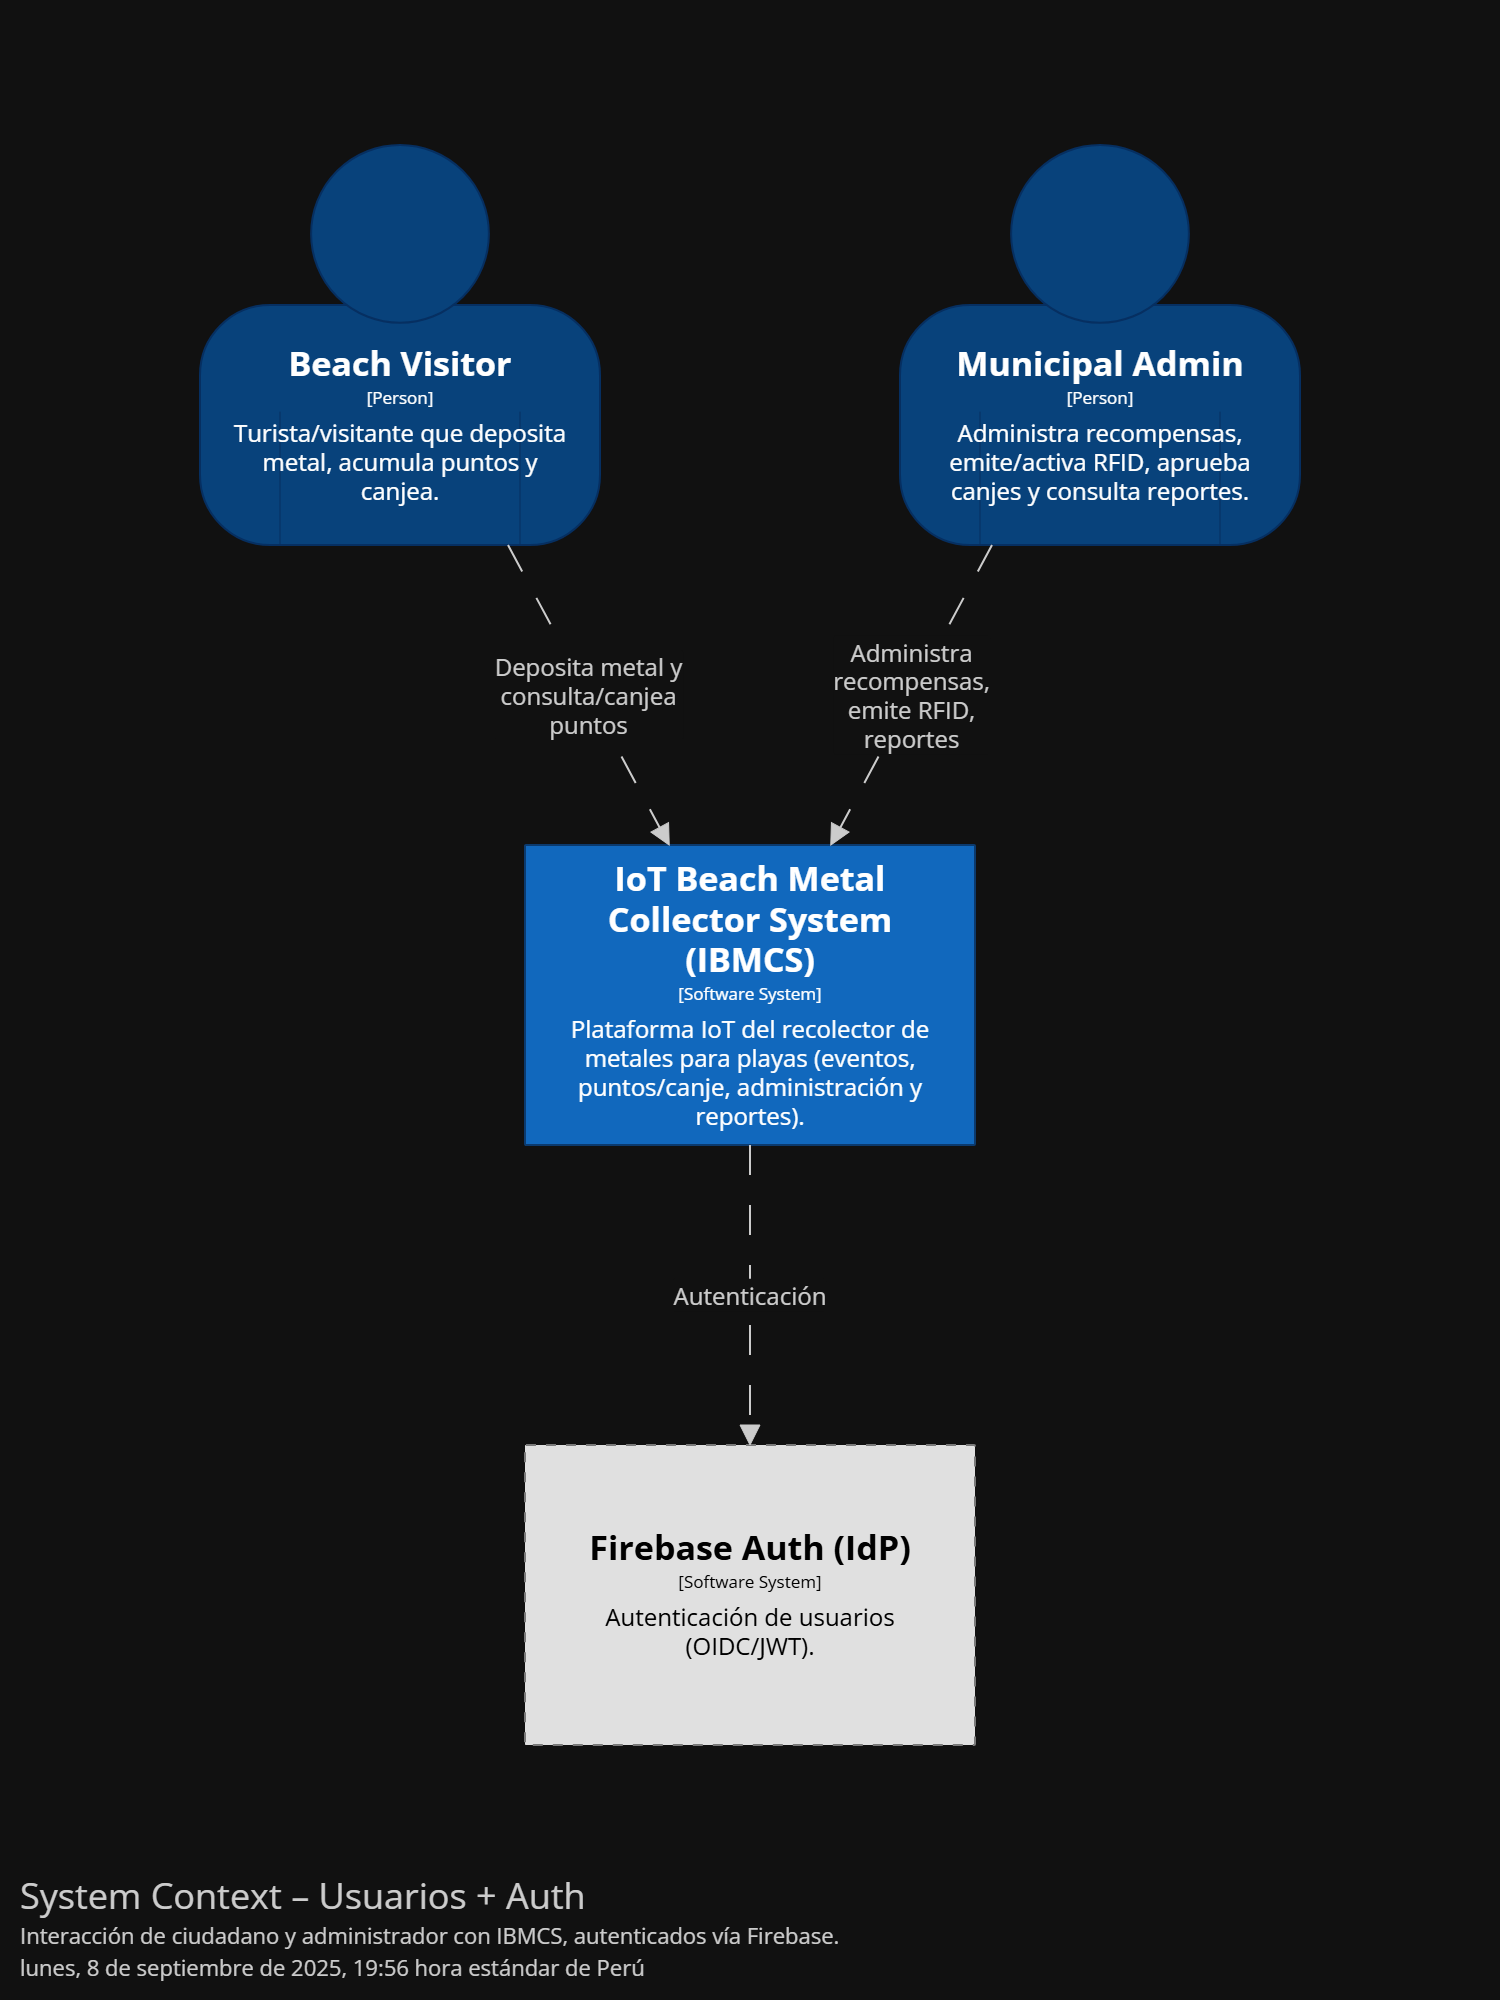 Beach Visitor
[Person]
Turista/visitante que deposita
metal, acumula puntos y
canjea.
Municipal Admin
[Person]
Administra recompensas,
emite/activa RFID, aprueba
canjes y consulta reportes.
Deposita metal y
consulta/canjea
puntos
Administra
recompensas,
emite RFID,
reportes
IoT Beach Metal
Collector System
(IBMCS)
[Software System]
Plataforma IoT del recolector de
metales para playas (eventos,
puntos/canje, administración y
reportes).
Autenticación
Firebase Auth (IdP)
[Software System]
Autenticación de usuarios
(OIDC/JWT).
System Context – Usuarios + Auth
Interacción de ciudadano y administrador con IBMCS, autenticados vía Firebase.
lunes, 8 de septiembre de 2025, 19:56 hora estándar de Perú